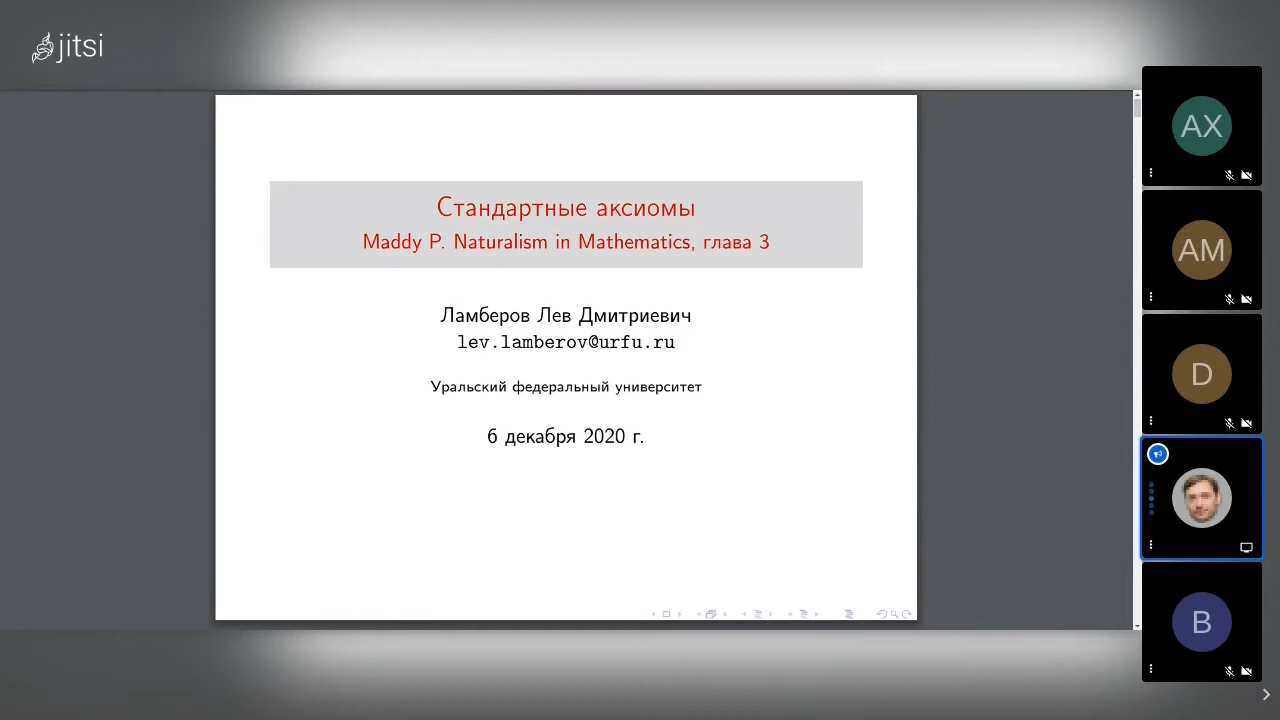 jitsi
Стандартные аксиомы
Maddy P. Naturalism in Mathematics, глава 3
Ламберов Лев Дмитриевич
lev.lamberov@urfu.ru
Уральский федеральный университет
6 декабря 2020 г.
AX
AM
D
B